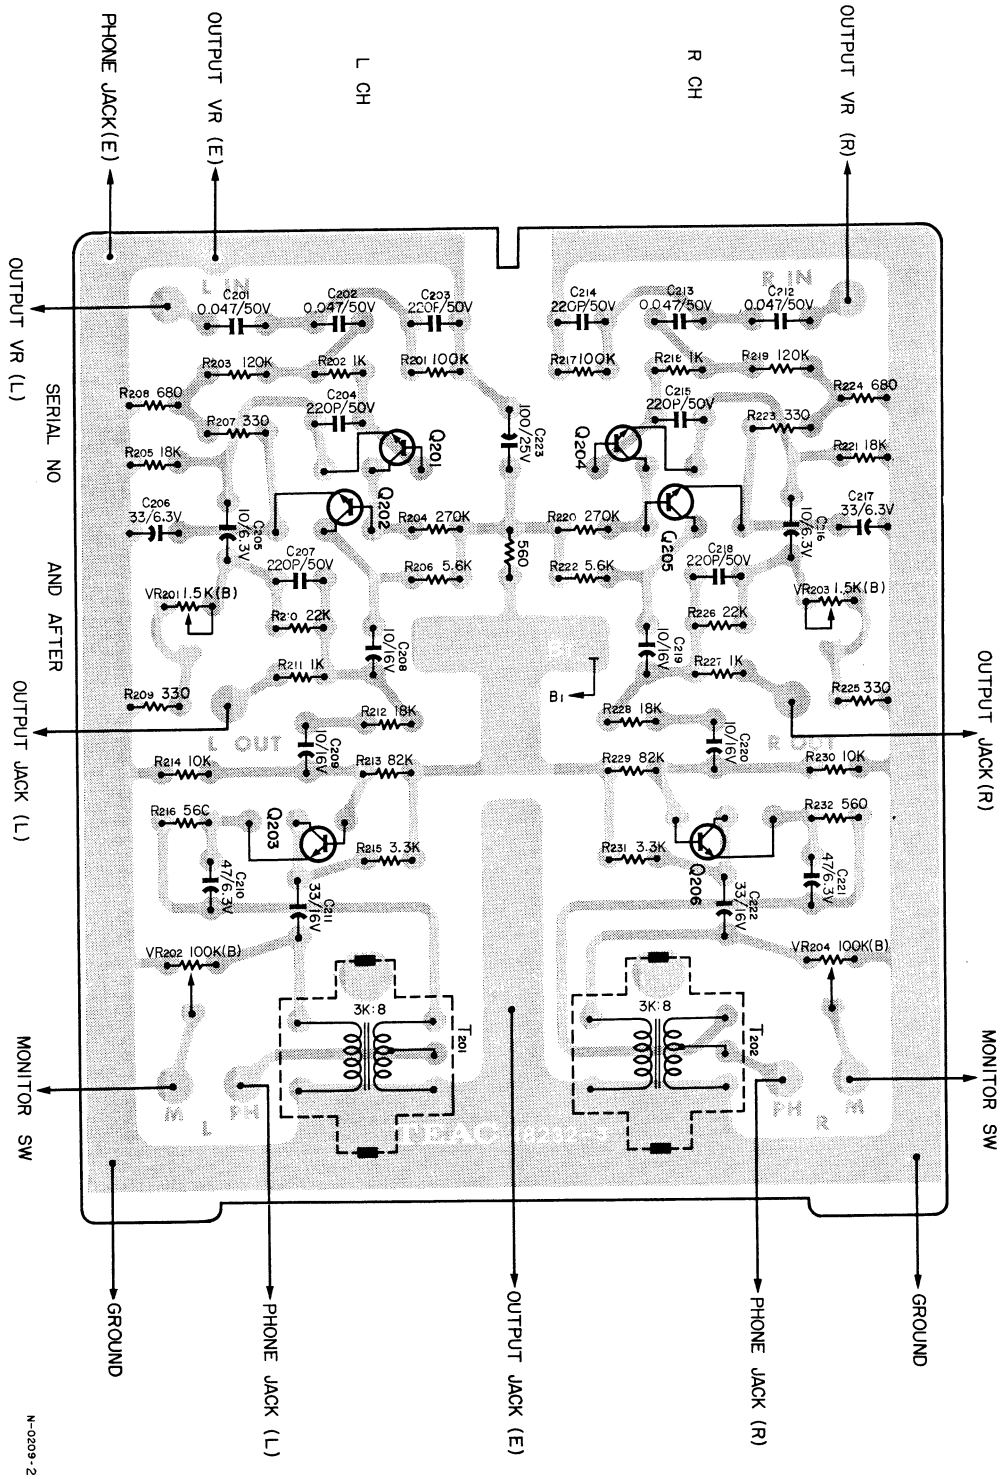 OUTPUT VR (R)
OUTPUT VR (E)
PHONE JACK(E)
R CH
L CH
OUTPUT VR (L)
L IN
R IN
C201
0.047/50V
C202
0.047/50V
C203
220P/50V
C214
220P/50V
C213
0.047/50V
C212
0.047/50V
R203 120K
R202 1K
R201 100K
R217 100K
R218 1K
R219 120K
R208 680
R224 680
C204
220P/50V
C215
220P/50V
R207 330
R223 330
Q201
C223
100/25V
Q204
R205 18K
R221 18K
C206
33/6.3V
C205
10/6.3V
Q202
R204 270K
560
R220 270K
Q205
C216
10/6.3V
C217
33/6.3V
C207
220P/50V
R206 5.6K
R222 5.6K
C218
220P/50V
VR201 1.5K(B)
VR203 1.5K(B)
R210 22K
R226 22K
C208
10/16V
C219
10/16V
B1
R211 1K
R227 1K
B1
R209 330
R225 330
R212 18K
R228 18K
L OUT
R OUT
C209
10/16V
C220
10/16V
R214 10K
R213 82K
R229 82K
R230 10K
R216 560
R232 560
Q203
Q206
R215 3.3K
R231 3.3K
C210
47/6.3V
C211
33/16V
C222
33/16V
C221
47/6.3V
VR202 100K(B)
VR204 100K(B)
3K:8
T201
3K:8
T202
M
PH
L
PH
M
R
TEAC
SERIAL NO AND AFTER
OUTPUT JACK (L)
OUTPUT JACK (R)
MONITOR SW
MONITOR SW
GROUND
PHONE JACK (L)
OUTPUT JACK (E)
PHONE JACK (R)
GROUND
N-0209-2